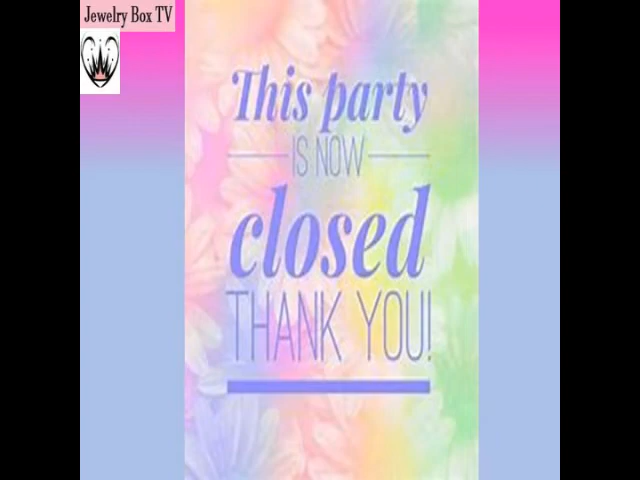 Jewelry Box TV
This party
IS NOW
closed
THANK YOU!